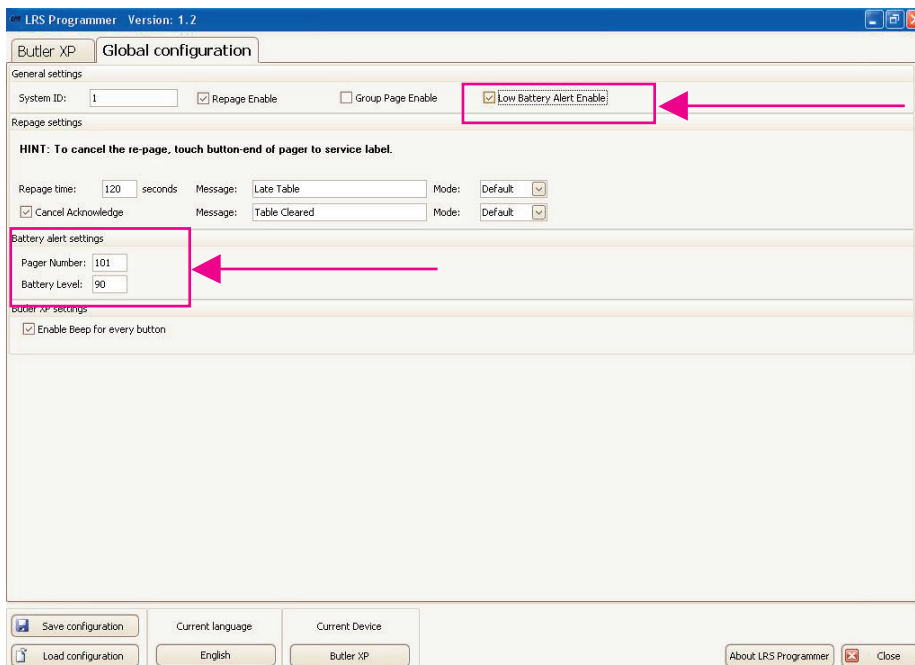 LRS Programmer Version: 1.2
Butler XP Global configuration
General settings
System ID: 1 Repage Enable Group Page Enable Low Battery Alert Enable
Repage settings
HINT: To cancel the re-page, touch button-end of pager to service label.
Repage time: 120 seconds Message: Late Table Mode: Default
Cancel Acknowledge Message: Table Cleared Mode: Default
Battery alert settings
Pager Number: 101
Battery Level: 90
Butler XP settings
Enable Beep for every button
Save configuration Current language Current Device
Load configuration English Butler XP About LRS Programmer Close